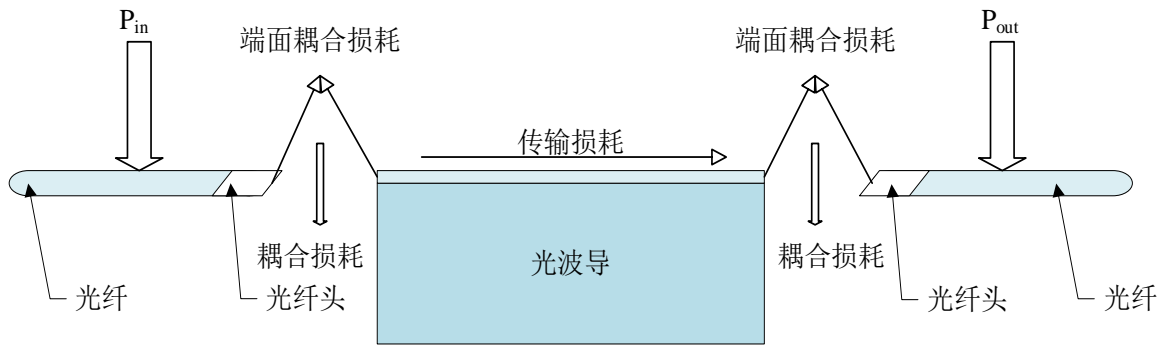 Pin
端面耦合损耗
端面耦合损耗
Pout
传输损耗
耦合损耗
光波导
耦合损耗
光纤
光纤头
光纤头
光纤